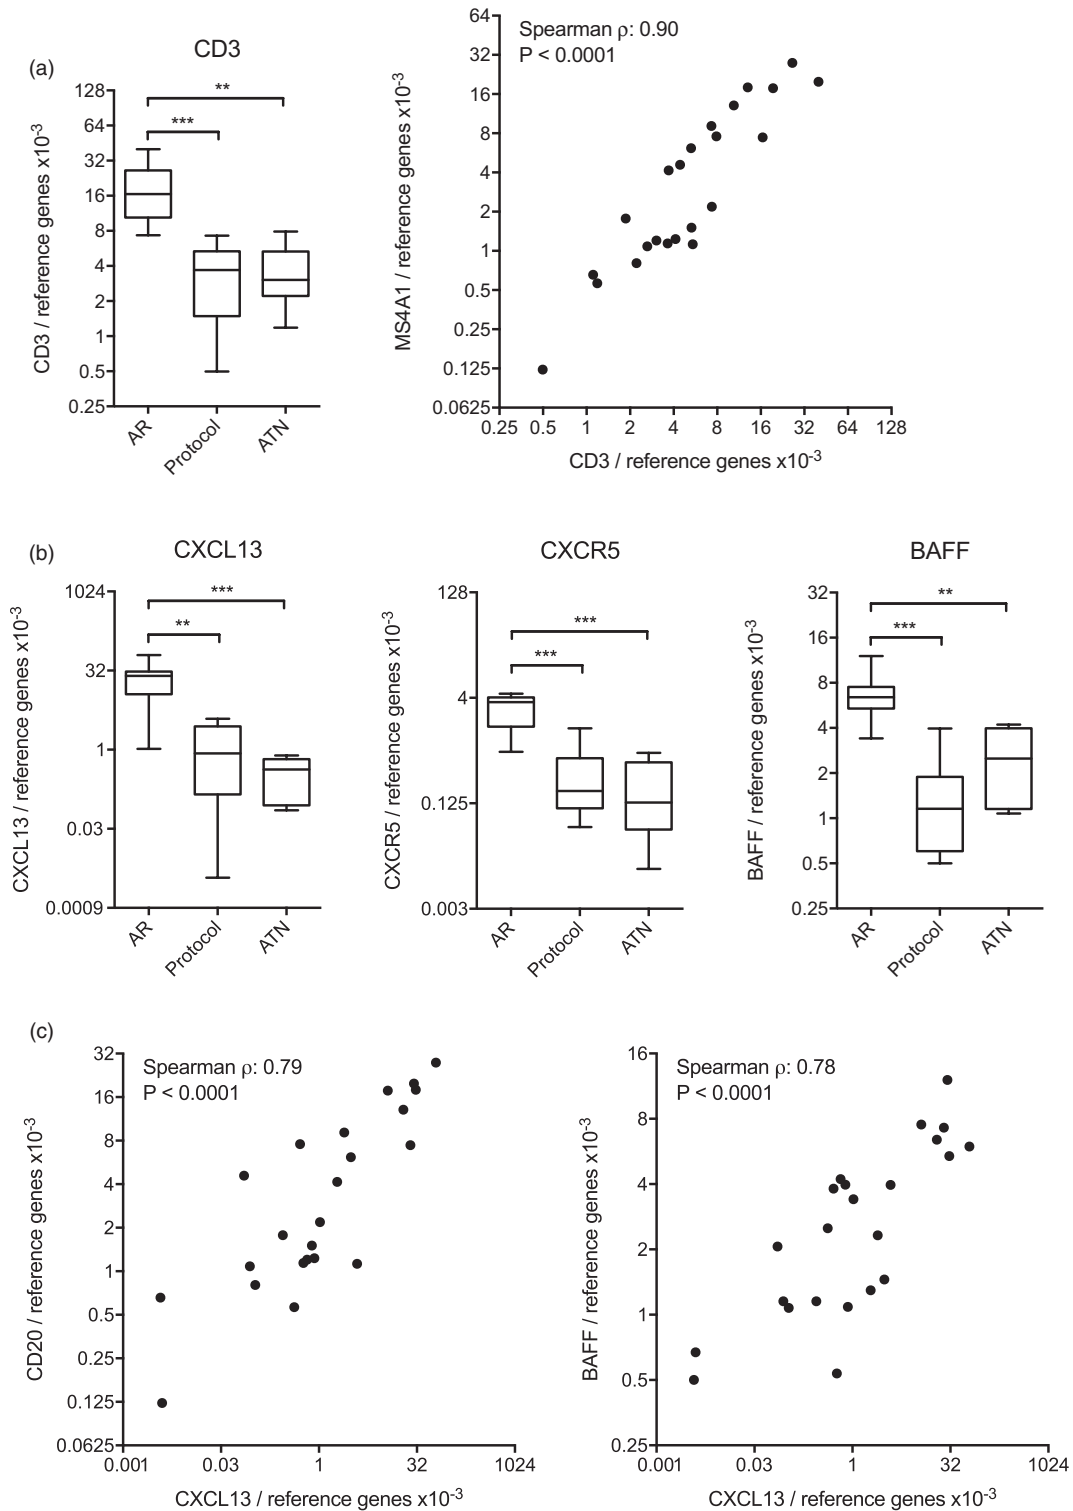 (a)
CD3
CD3 / reference genes x10-3
128
64
32
16
8
4
2
1
0.5
0.25
**
***
AR
Protocol
ATN
Spearman ρ: 0.90
P < 0.0001
MS4A1 / reference genes x10-3
64
32
16
8
4
2
1
0.5
0.25
0.125
0.0625
0.25 0.5 1 2 4 8 16 32 64 128
CD3 / reference genes x10-3
(b)
CXCL13
CXCL13 / reference genes x10-3
1024
32
1
0.03
0.0009
***
**
AR
Protocol
ATN
CXCR5
CXCR5 / reference genes x10-3
128
4
0.125
0.003
***
***
AR
Protocol
ATN
BAFF
BAFF / reference genes x10-3
32
16
8
4
2
1
0.5
0.25
**
***
AR
Protocol
ATN
(c)
Spearman ρ: 0.79
P < 0.0001
CD20 / reference genes x10-3
32
16
8
4
2
1
0.5
0.25
0.125
0.0625
0.001 0.03 1 32 1024
CXCL13 / reference genes x10-3
Spearman ρ: 0.78
P < 0.0001
BAFF / reference genes x10-3
16
8
4
2
1
0.5
0.25
0.001 0.03 1 32 1024
CXCL13 / reference genes x10-3